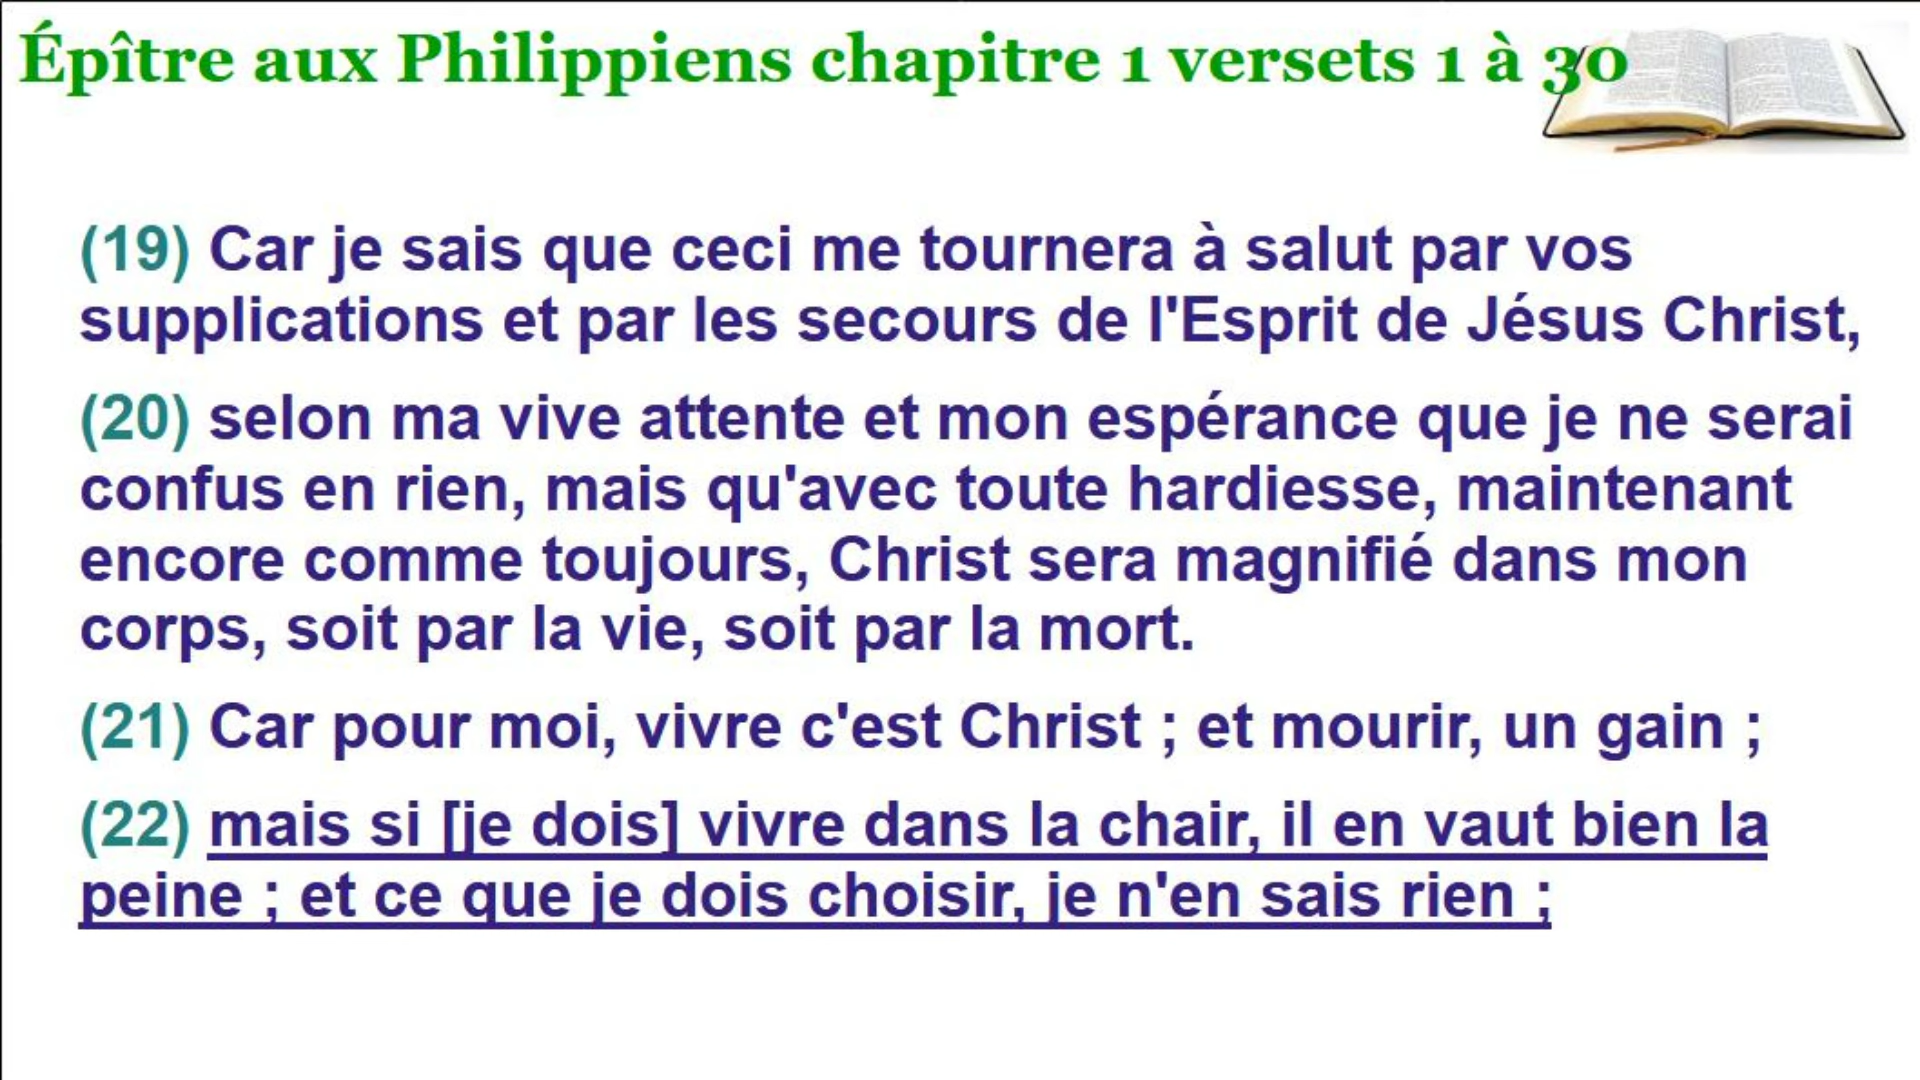 Épître aux Philippiens chapitre 1 versets 1 à 30
(19) Car je sais que ceci me tournera à salut par vos
supplications et par les secours de l'Esprit de Jésus Christ,
(20) selon ma vive attente et mon espérance que je ne serai
confus en rien, mais qu'avec toute hardiesse, maintenant
encore comme toujours, Christ sera magnifié dans mon
corps, soit par la vie, soit par la mort.
(21) Car pour moi, vivre c'est Christ ; et mourir, un gain ;
(22) mais si [je dois] vivre dans la chair, il en vaut bien la
peine ; et ce que je dois choisir, je n'en sais rien ;